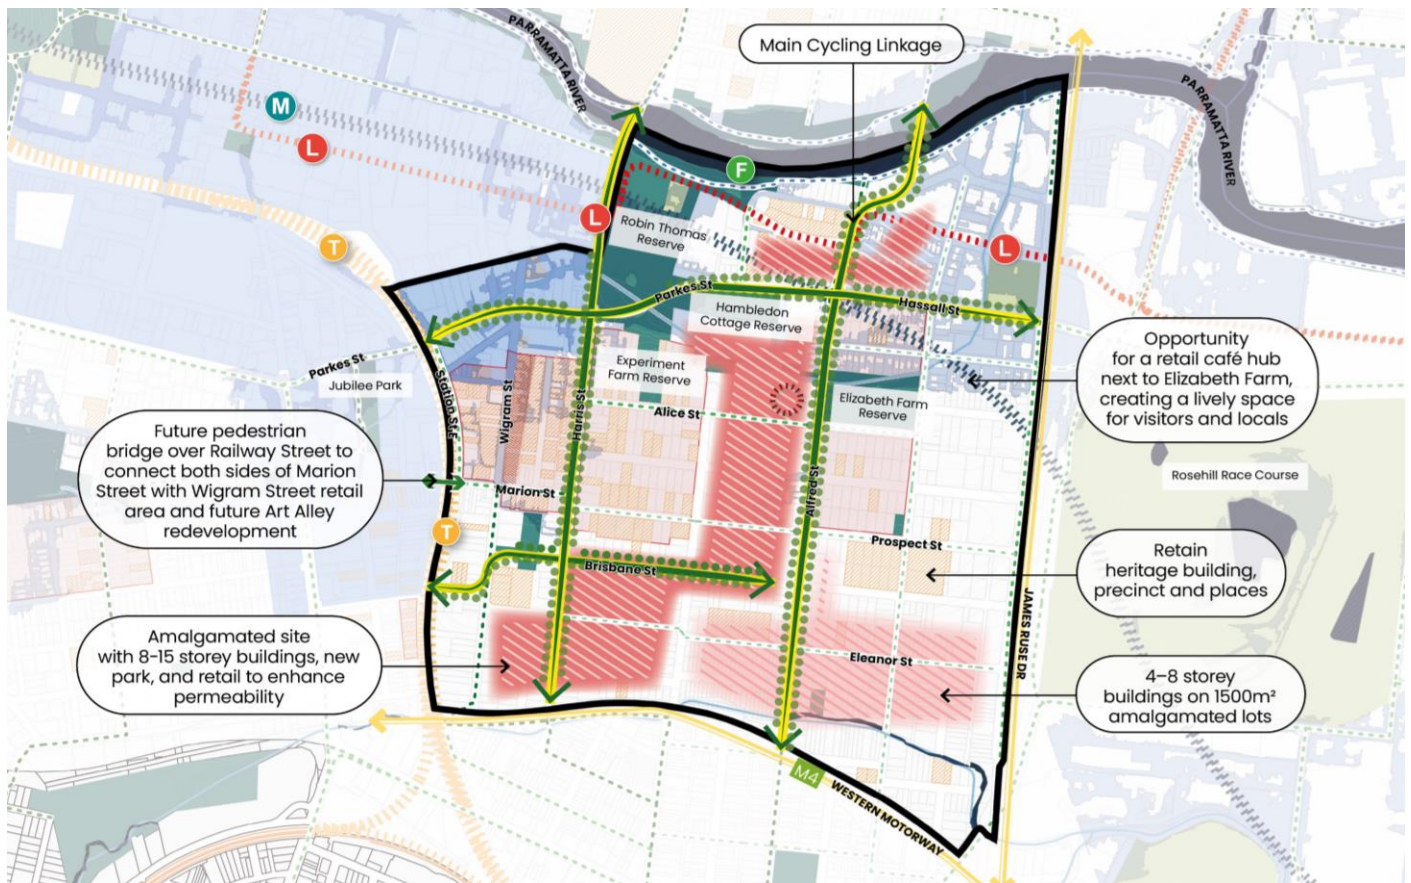 PARRAMATTA RIVER
Main Cycling Linkage
PARRAMATTA RIVER
M
L
F
L
T
L
Robin Thomas
Reserve
Parkes St
Hassall St
Hambledon
Cottage Reserve
Parkes St
Jubilee Park
Station St E
Wigram St
Harris St
Experiment
Farm Reserve
Alice St
Elizabeth Farm
Reserve
Opportunity
for a retail café hub
next to Elizabeth Farm,
creating a lively space
for visitors and locals
Future pedestrian
bridge over Railway Street to
connect both sides of Marion
Street with Wigram Street retail
area and future Art Alley
redevelopment
Marion St
Alfred St
Rosehill Race Course
T
Prospect St
Brisbane St
Retain
heritage building,
precinct and places
JAMES RUSE DR
Amalgamated site
with 8-15 storey buildings, new
park, and retail to enhance
permeability
Eleanor St
4–8 storey
buildings on 1500m²
amalgamated lots
M4
WESTERN MOTORWAY